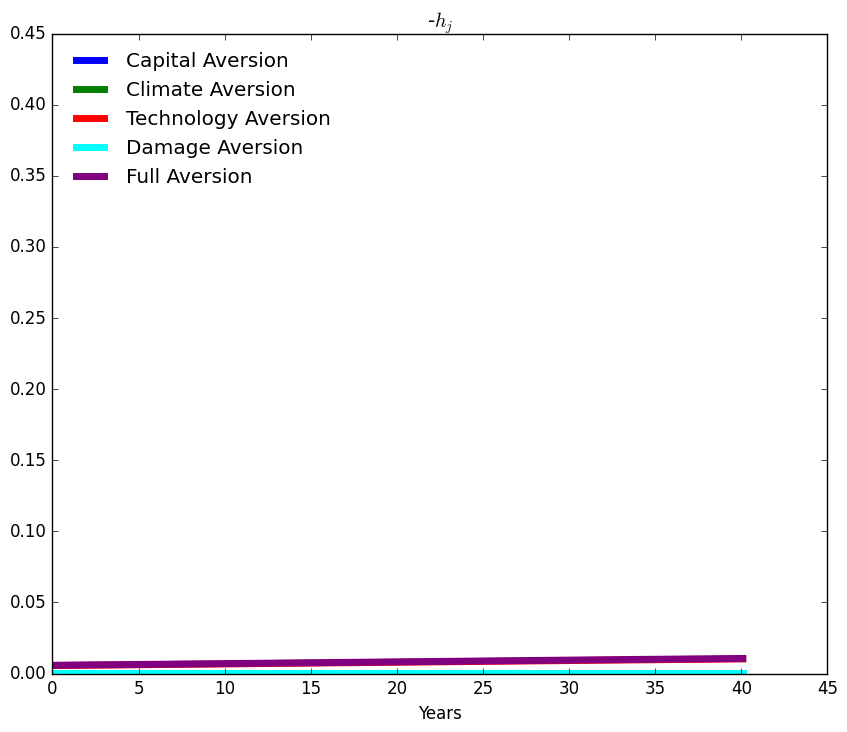 -h_j
0.45
Capital Aversion
Climate Aversion
0.40
Technology Aversion
Damage Aversion
0.35
Full Aversion
0.30
0.25
0.20
0.15
0.10
0.05
0.00
0 5 10 15 20 25 30 35 40 45
Years